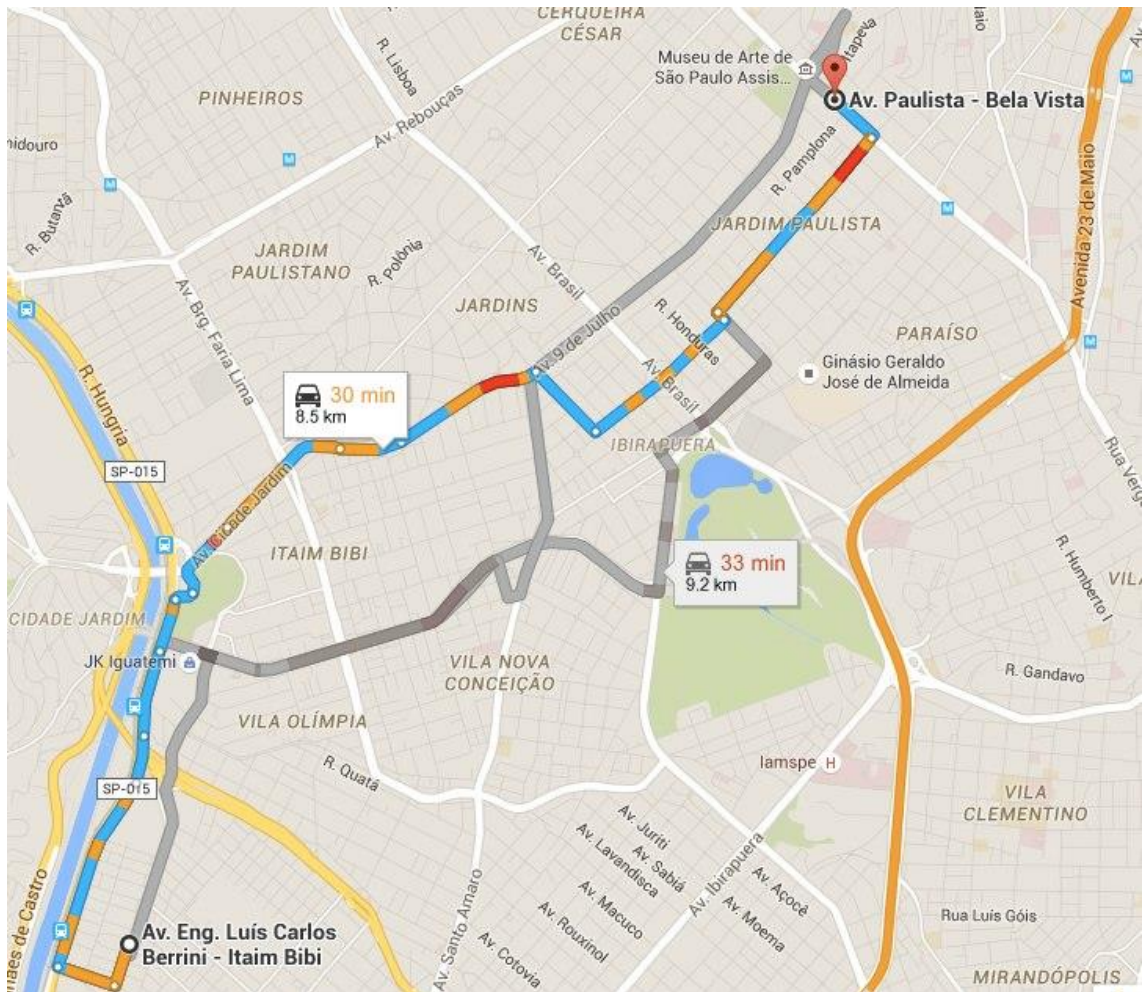 CERQUEIRA
CÉSAR
R. Lisboa
Museu de Arte de
São Paulo Assis...
Itapeva
Av. Paulista - Bela Vista
PINHEIROS
Av. Rebouças
R. Pamplona
Avenida 23 de Maio
R. Butantã
JARDIM
PAULISTANO
R. Polônia
JARDIM PAULISTA
Av. Brasil
JARDINS
Av. Brg. Faria Lima
R. Honduras
Av. 9 de Julho
PARAÍSO
Av. Brasil
Ginásio Geraldo
José de Almeida
R. Hungria
30 min
8.5 km
IBIRAPUERA
SP-015
Av. Cidade Jardim
ITAIM BIBI
33 min
9.2 km
R. Humberto I
VILA
CIDADE JARDIM
JK Iguatemi
VILA NOVA
CONCEIÇÃO
R. Gandavo
VILA OLÍMPIA
R. Quatá
Iamspe
H
SP-015
VILA
CLEMENTINO
Av. Juriti
Av. Sabiá
Av. Lavandisca
Av. Macuco
Av. Rouxinol
Av. Cotovia
Av. Santo Amaro
Av. Ibirapuera
Av. Açocê
Av. Moema
Av. Eng. Luís Carlos
Berrini - Itaim Bibi
Rua Luís Góis
MIRANDÓPOLIS